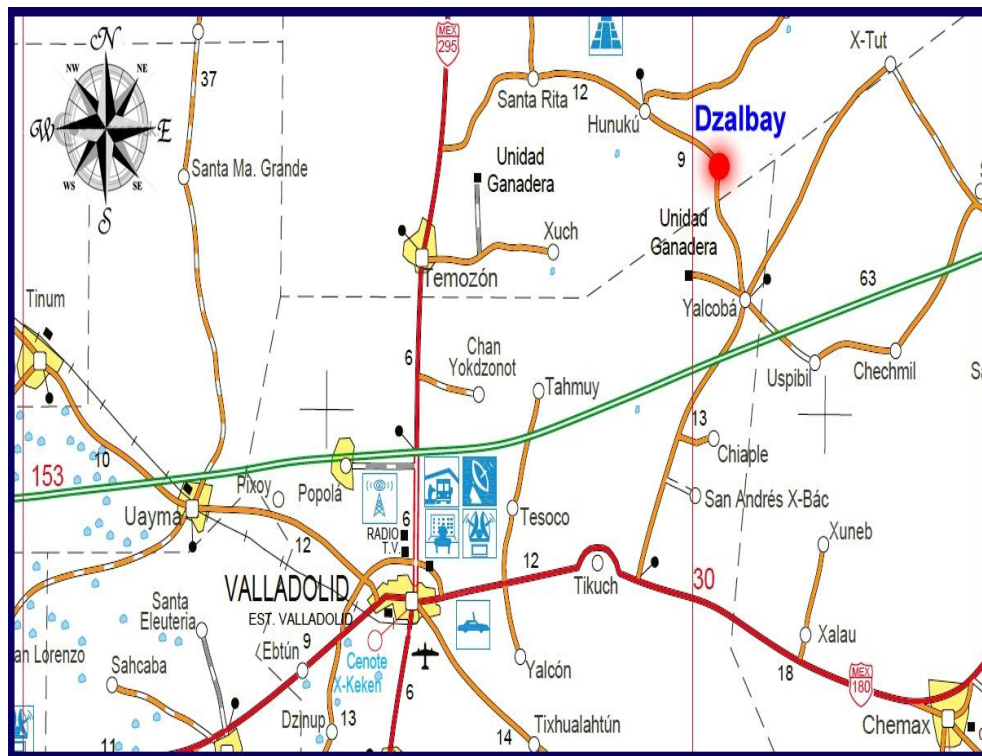 N
NW
NE
W
E
WS
SE
S
37
MEX
295
X-Tut
Santa Rita
12
Hunukú
Dzalbay
9
Santa Ma. Grande
Unidad
Ganadera
Xuch
Unidad
Ganadera
Temozón
63
Tinum
Yalcobá
6
Chan
Yokdzonot
Tahmuy
Uspibil
Chechmil
Sa
13
Chiaple
10
153
Pixoy
Popolá
San Andrés X-Bác
Uayma
Tesoco
6
RADIO
T.V.
Xuneb
12
12
Tikuch
30
VALLADOLID
EST. VALLADOLID
Santa
Eleuteria
Ebtún
9
Xalau
an Lorenzo
Sahcaba
Cenote
X-Keken
Yalcón
18
MEX
180
6
Dzinup
13
Tixhualahtún
14
Chemax
11